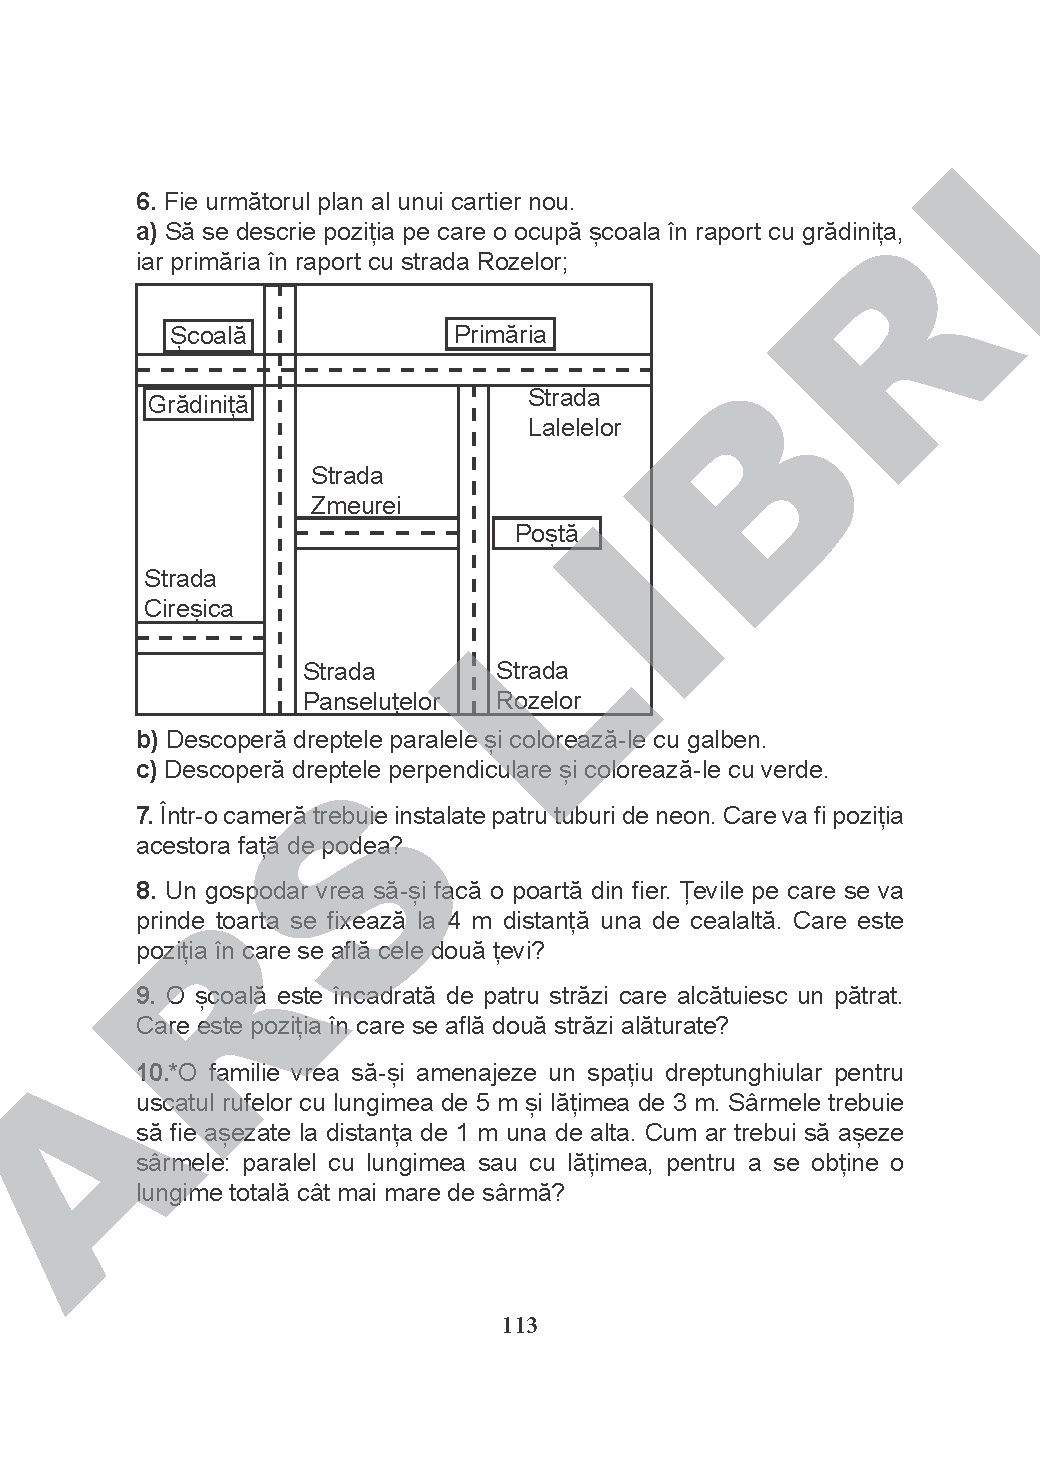 6. Fie următorul plan al unui cartier nou.
a) Să se descrie poziția pe care o ocupă școala în raport cu grădinița,
iar primăria în raport cu strada Rozelor;
Școală
Primăria
Grădiniță
Strada
Lalelelor
Strada
Zmeurei
Poștă
Strada
Cireșica
Strada
Panseluțelor
Strada
Rozelor
b) Descoperă dreptele paralele și colorează-le cu galben.
c) Descoperă dreptele perpendiculare și colorează-le cu verde.
7. Într-o cameră trebuie instalate patru tuburi de neon. Care va fi poziția
acestora față de podea?
8. Un gospodar vrea să-și facă o poartă din fier. Țevile pe care se va
prinde toarta se fixează la 4 m distanță una de cealaltă. Care este
poziția în care se află cele două țevi?
9. O școală este încadrată de patru străzi care alcătuiesc un pătrat.
Care este poziția în care se află două străzi alăturate?
10.*O familie vrea să-și amenajeze un spațiu dreptunghiular pentru
uscatul rufelor cu lungimea de 5 m și lățimea de 3 m. Sârmele trebuie
să fie așezate la distanța de 1 m una de alta. Cum ar trebui să așeze
sârmele: paralel cu lungimea sau cu lățimea, pentru a se obține o
lungime totală cât mai mare de sârmă?
113
ARS LIBRI